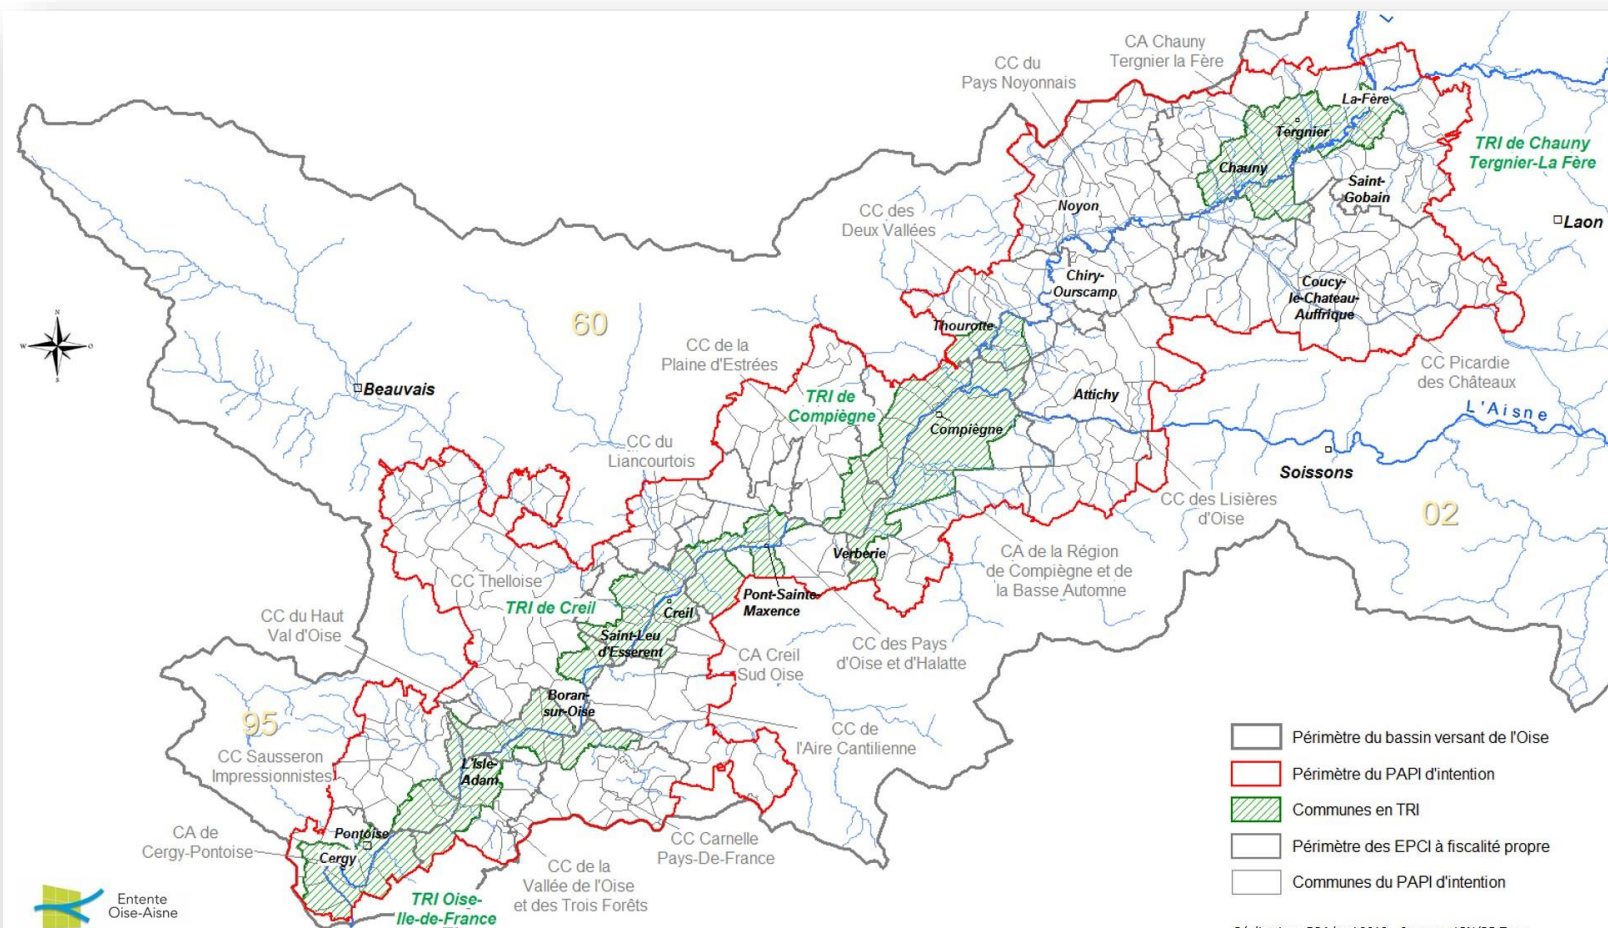 CA Chauny
Tergnier la Fère
CC du
Pays Noyonnais
La-Fère
Tergnier
TRI de Chauny
Tergnier-La Fère
Chauny
Saint-
Gobain
Noyon
CC des
Deux Vallées
Laon
Chiry-
Ourscamp
Coucy-
le-Chateau-
Auffrique
60
Thourotte
N
W
O
S
CC de la
Plaine d'Estrées
CC Picardie
des Châteaux
Beauvais
TRI de
Compiègne
Attichy
L'Aisne
Compiègne
CC du
Liancourtois
Soissons
CC des Lisières
d'Oise
02
Verberie
CA de la Région
de Compiègne et de
la Basse Automne
CC Thelloise
TRI de Creil
Pont-Sainte-
Maxence
Creil
CC du Haut
Val d'Oise
Saint-Leu
d'Esserent
CC des Pays
d'Oise et d'Halatte
CA Creil
Sud Oise
Boran-
sur-Oise
95
CC de
l'Aire Cantilienne
CC Sausseron
Impressionnistes
L'Isle-
Adam
Périmètre du bassin versant de l'Oise
Périmètre du PAPI d'intention
Communes en TRI
Périmètre des EPCI à fiscalité propre
Communes du PAPI d'intention
CA de
Cergy-Pontoise
Pontoise
Cergy
CC Carnelle
Pays-De-France
CC de la
Vallée de l'Oise
et des Trois Forêts
TRI Oise-
Ile-de-France
Entente
Oise-Aisne